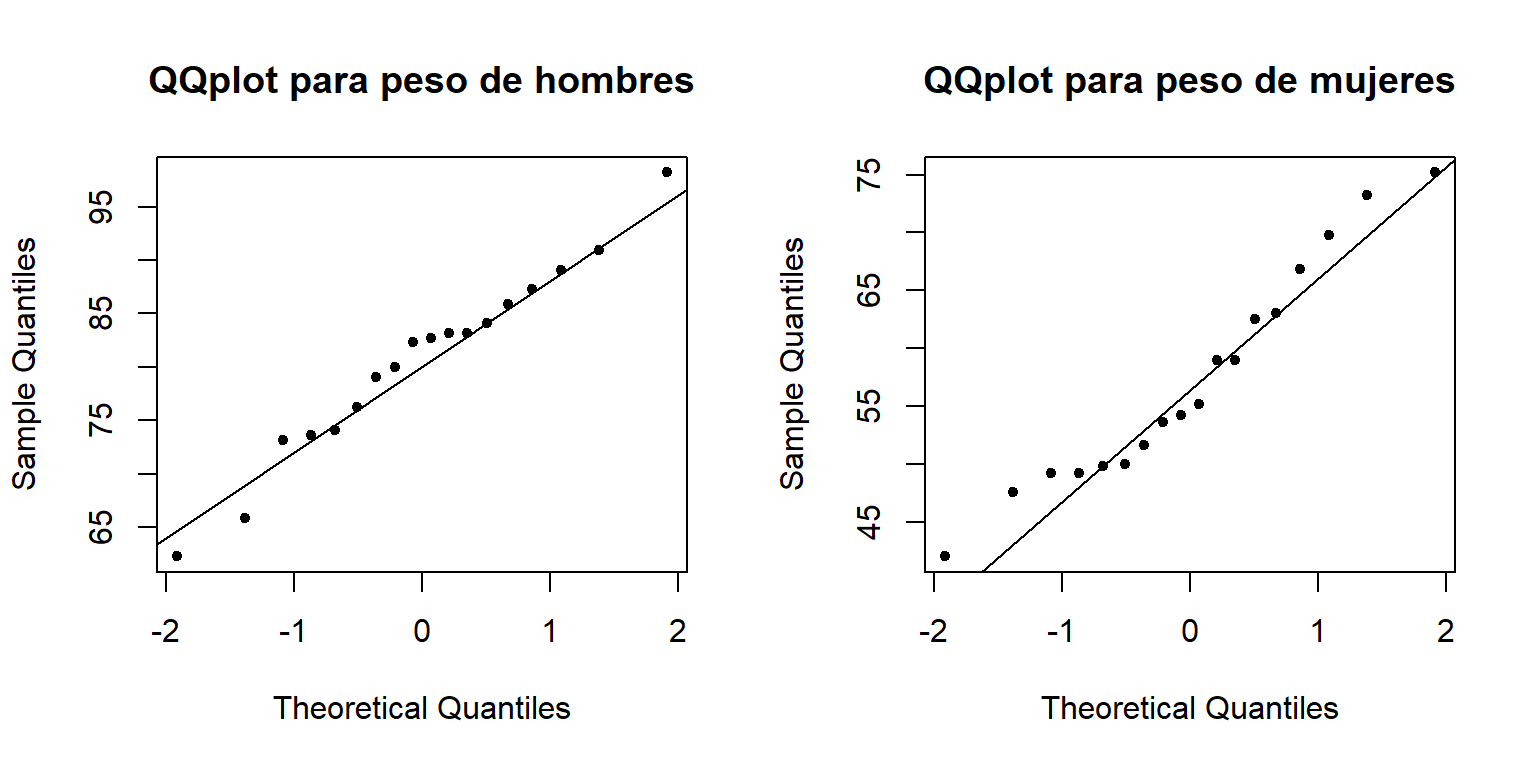 QQplot para peso de hombres
Sample Quantiles
95
85
75
65
-2 -1 0 1 2
Theoretical Quantiles
QQplot para peso de mujeres
Sample Quantiles
75
65
55
45
-2 -1 0 1 2
Theoretical Quantiles